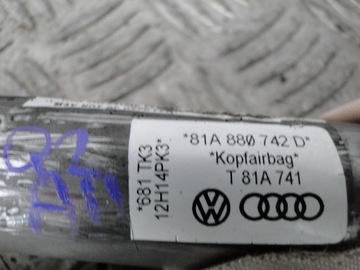 *81A 880 742 D*
*Kopfairbag*
T 81A 741
*681 TK3
12H14PK3*